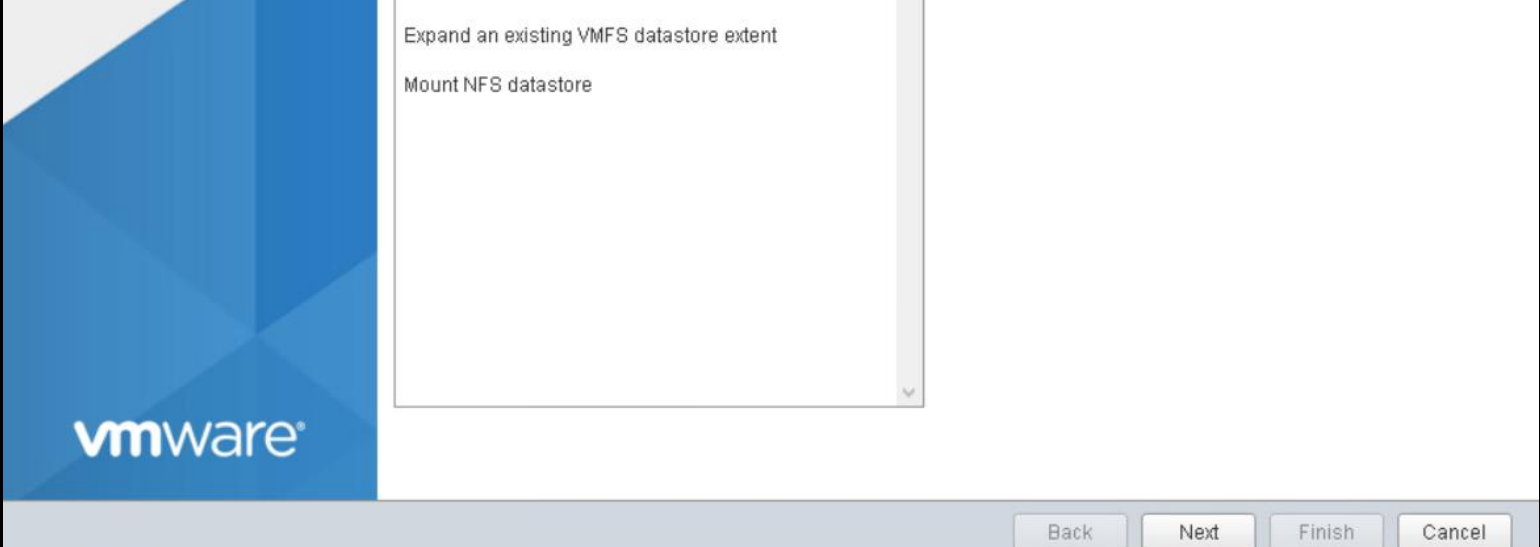 Expand an existing VMFS datastore extent
Mount NFS datastore
vmware®
Back Next Finish Cancel